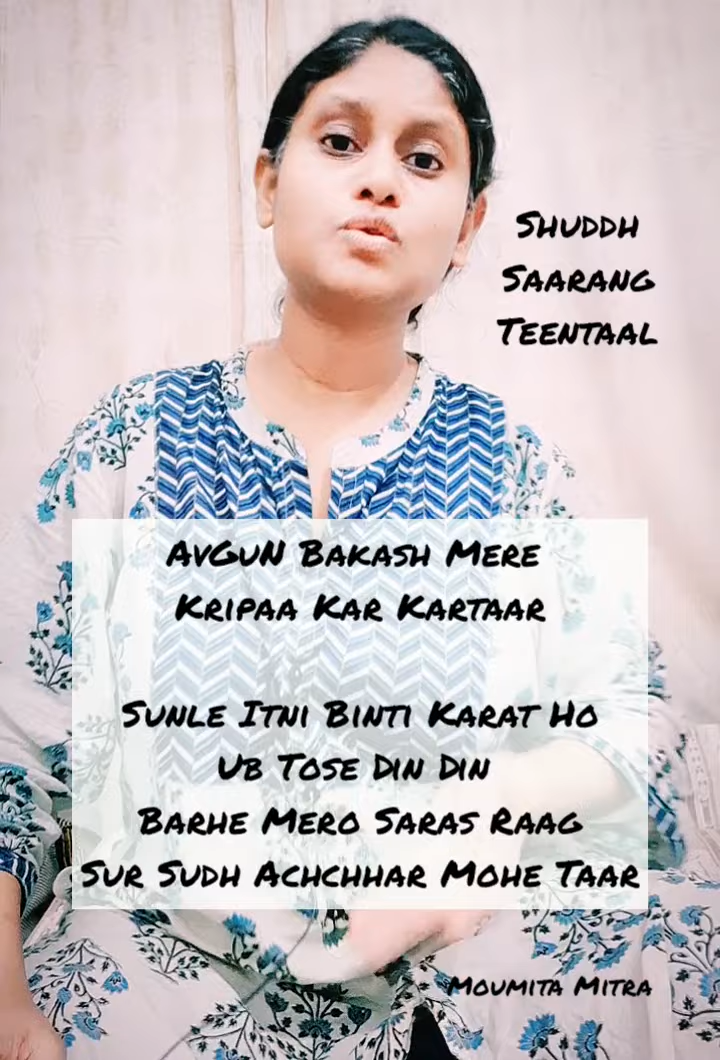 Shuddh
Saarang
Teentaal
AvGuN Bakash Mere
Kripaa Kar Kartaar
Sunle Itni Binti Karat Ho
Ub Tose Din Din
Barhe Mero Saras Raag
Sur Sudh Achchhar Mohe Taar
Moumita Mitra